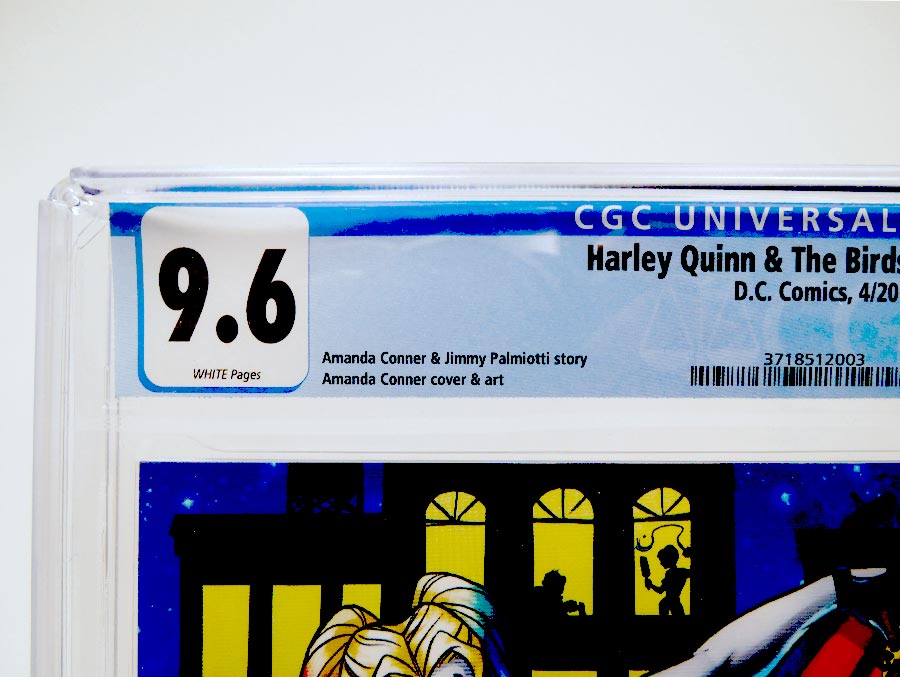 CGC UNIVERSAL
9.6
WHITE Pages
Harley Quinn & The Birds
D.C. Comics, 4/20
Amanda Conner & Jimmy Palmiotti story
Amanda Conner cover & art
3718512003